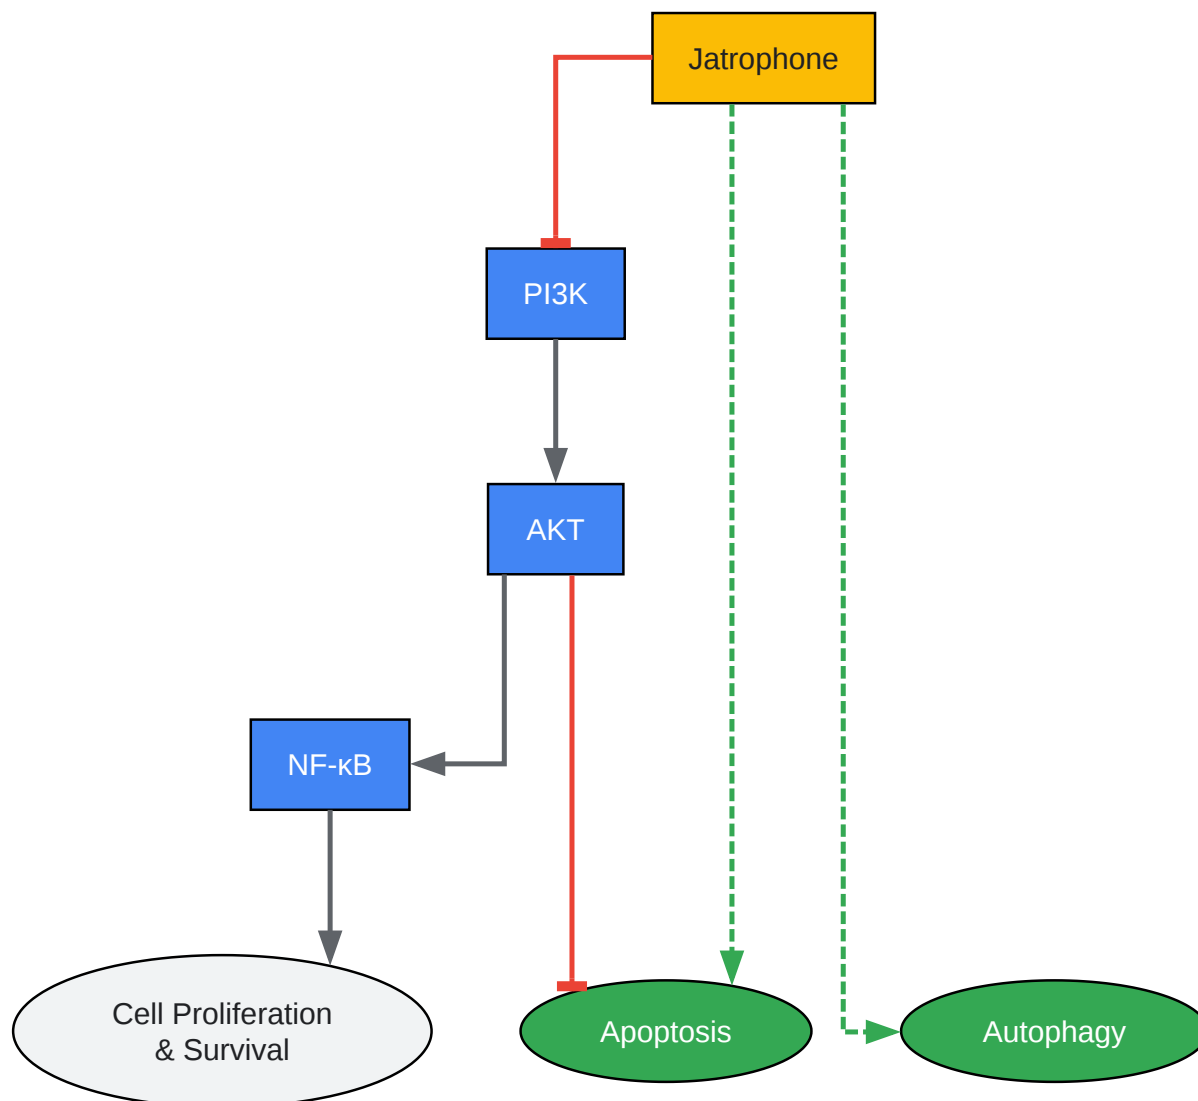 Jatrophone
PI3K
AKT
NF-κB
Cell Proliferation
& Survival
Apoptosis
Autophagy